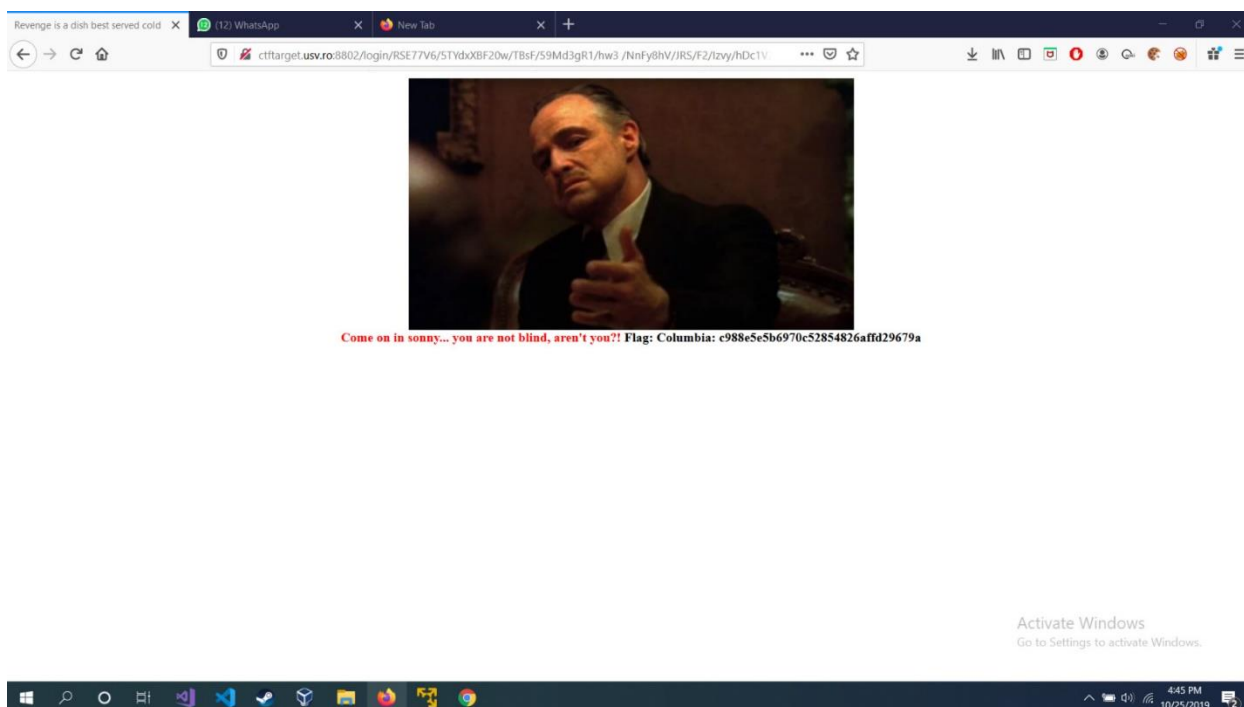 Revenge is a dish best served cold
(12) WhatsApp
New Tab
ctftarget.usv.ro:8802/login/RSE77V6/5TYdxXBF20w/TBsF/59Md3gR1/hw3 /NnFy8hV//JRS/F2/Izvy/hDc1V
Come on in sonny... you are not blind, aren't you?! Flag: Columbia: c988e5e5b6970c52854826affd29679a
Activate Windows
Go to Settings to activate Windows.
4:45 PM
10/25/2019